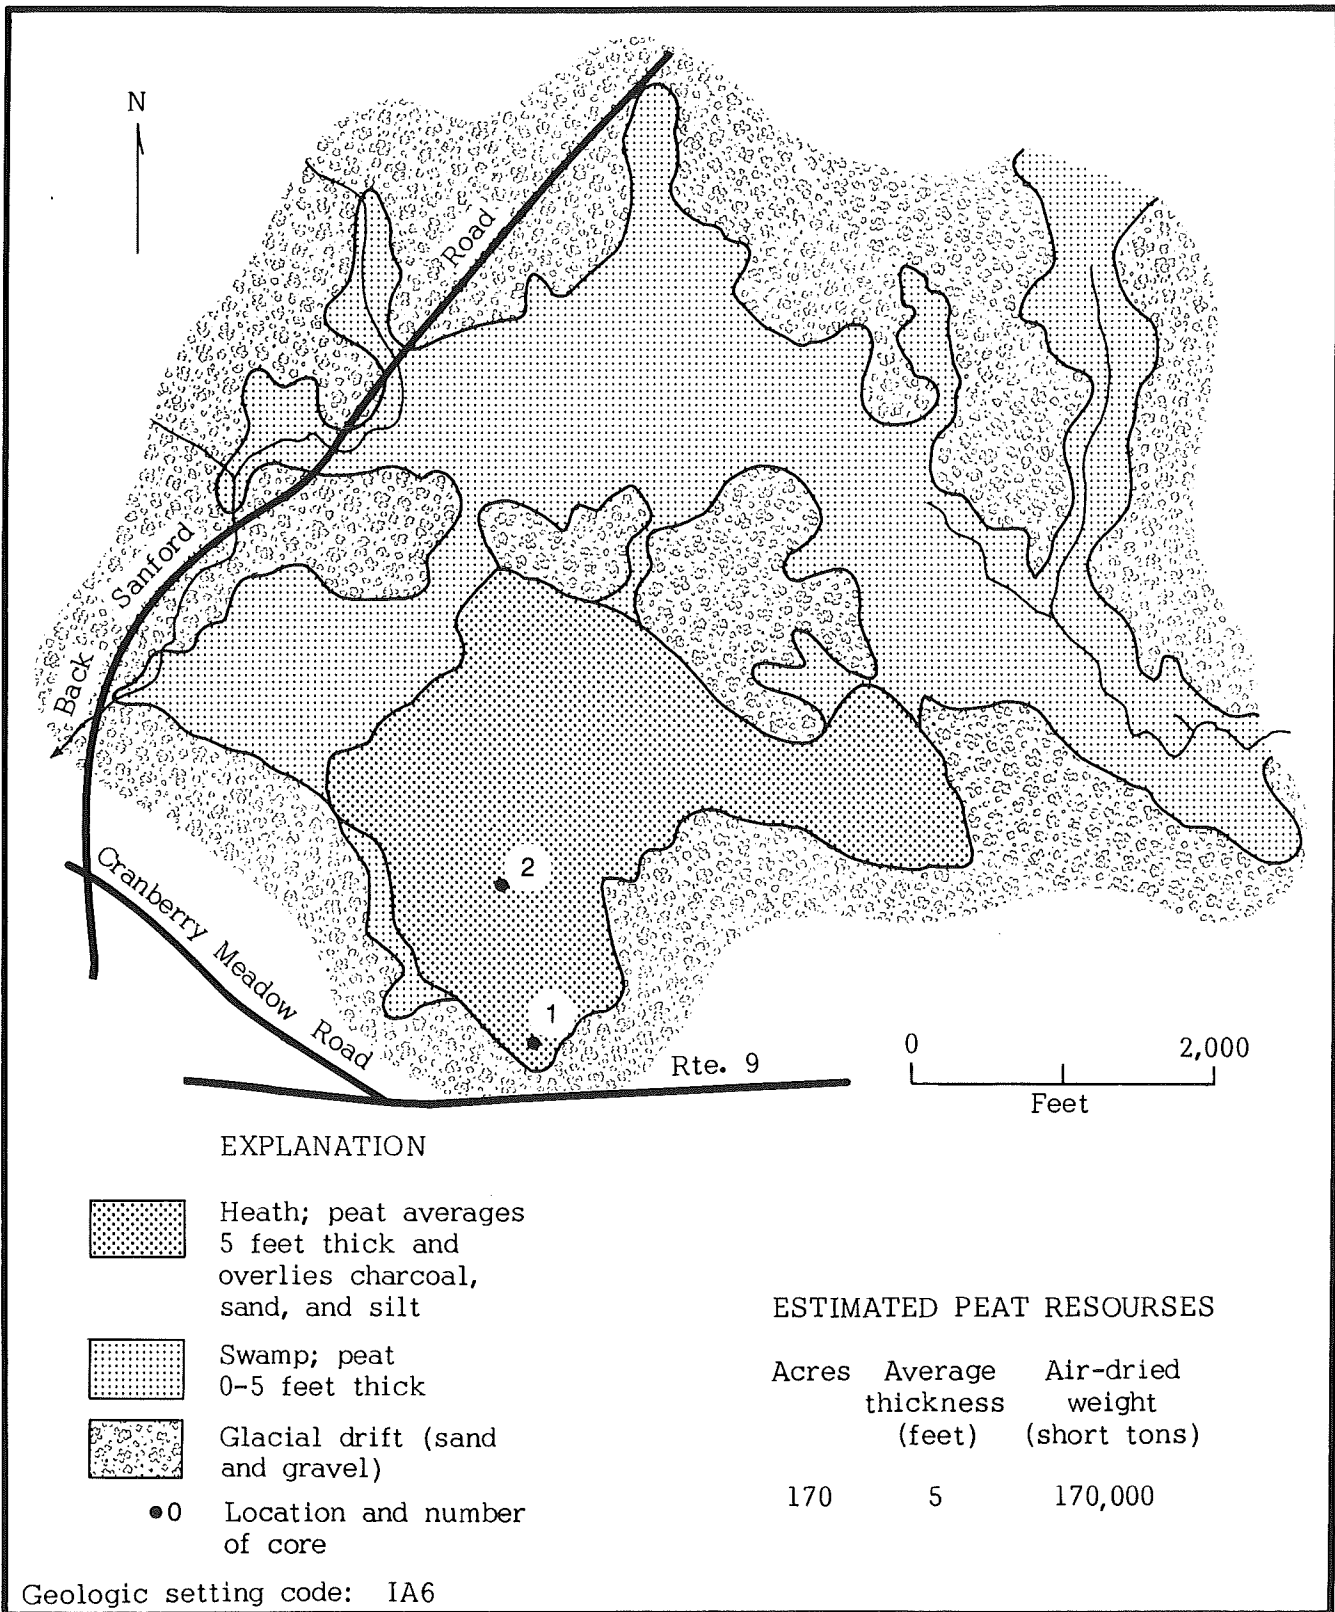 N
Road
Sanford
Back
2
Cranberry Meadow Road
1
Rte. 9
0 2,000
Feet
EXPLANATION
Heath; peat averages
5 feet thick and
overlies charcoal,
sand, and silt
Swamp; peat
0-5 feet thick
Glacial drift (sand
and gravel)
0 Location and number
of core
ESTIMATED PEAT RESOURSES
Acres Average Air-dried
thickness weight
(feet) (short tons)
170 5 170,000
Geologic setting code: IA6